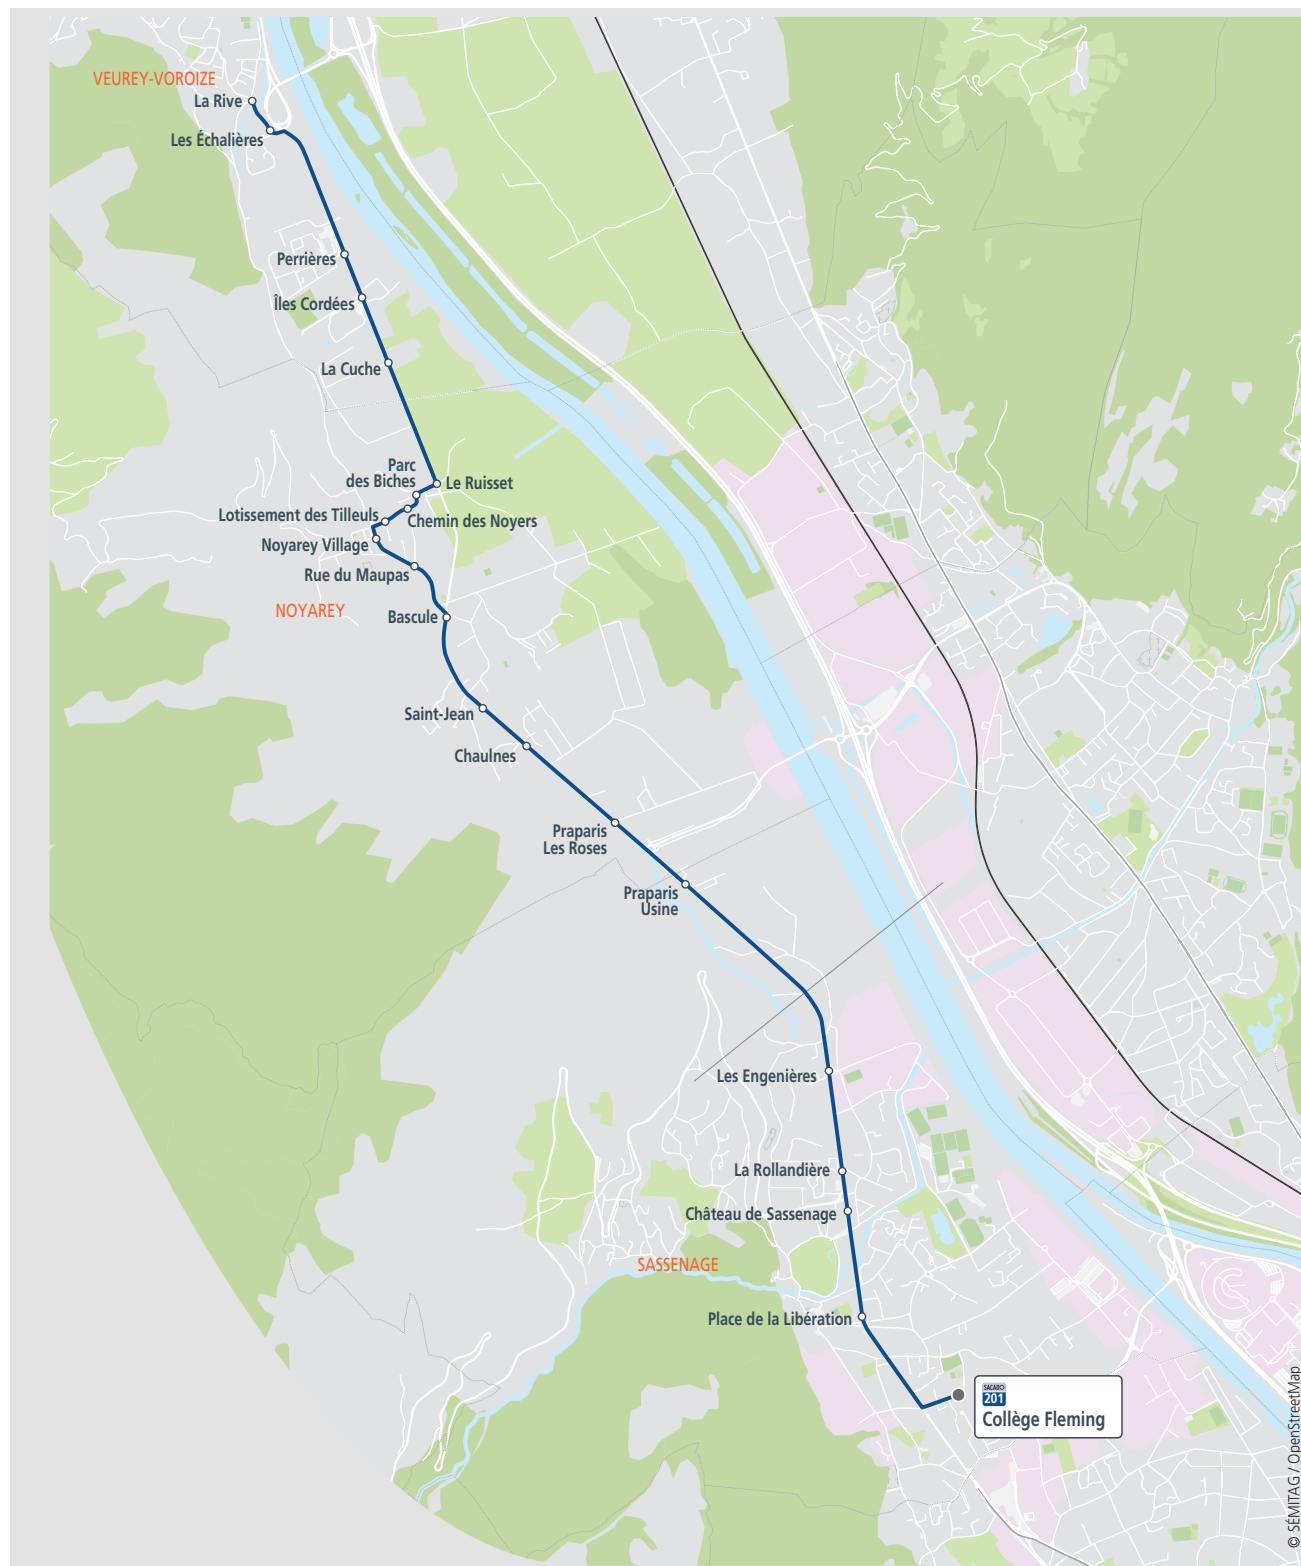 VEUREY-VOROIZE
La Rive
Les Échalières
Perrières
Îles Cordées
La Cuche
Parc
des Biches
Le Ruisset
Lotissement des Tilleuls
Chemin des Noyers
Noyarey Village
Rue du Maupas
NOYAREY
Bascule
Saint-Jean
Chaulnes
Praparis
Les Roses
Praparis
Usine
Les Engenières
La Rollandière
Château de Sassenage
SASSENAGE
Place de la Libération
SACADO
201
Collège Fleming
© SÉMITAG / OpenStreetMap